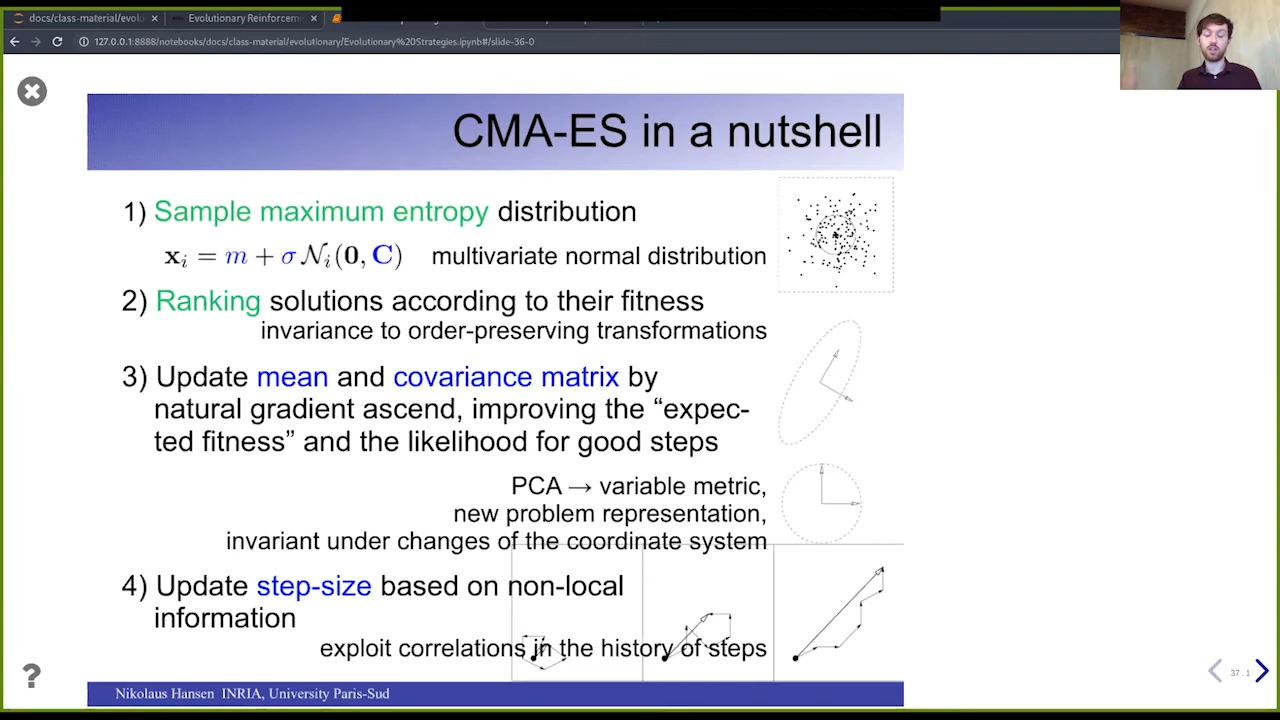 docs/class-material/evolu
Evolutionary Reinforceme
127.0.0.1:8888/notebooks/docs/class-material/evolutionary/Evolutionary%20Strategies.ipynb#/slide-36-0
CMA-ES in a nutshell
1) Sample maximum entropy distribution
xᵢ = m + σ 𝒩ᵢ(0, C) multivariate normal distribution
2) Ranking solutions according to their fitness
invariance to order-preserving transformations
3) Update mean and covariance matrix by
natural gradient ascend, improving the “expec-
ted fitness” and the likelihood for good steps
PCA → variable metric,
new problem representation,
invariant under changes of the coordinate system
4) Update step-size based on non-local
information
exploit correlations in the history of steps
Nikolaus Hansen INRIA, University Paris-Sud
?
37.1